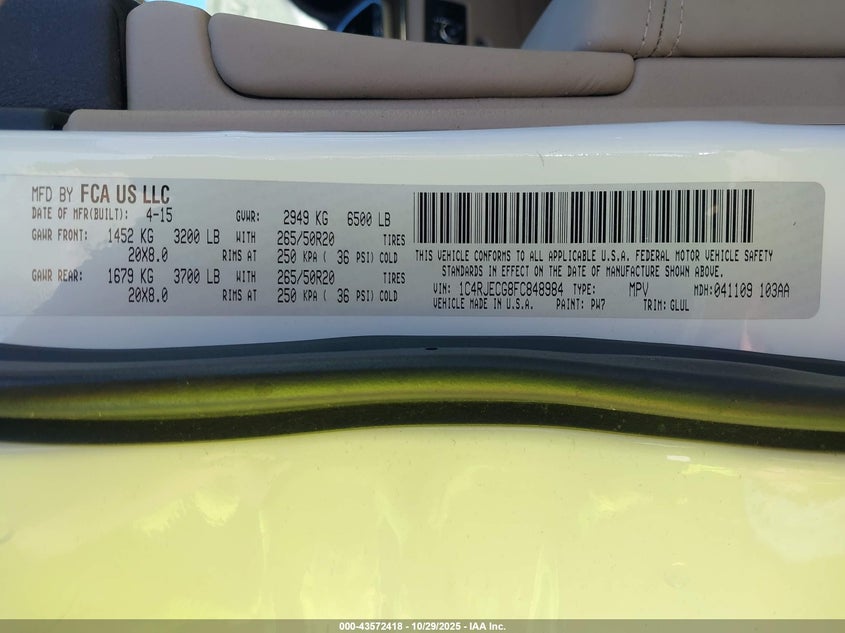 MFD BY FCA US LLC
DATE OF MFR(BUILT): 4-15 GVWR: 2949 KG 6500 LB
GAWR FRONT: 1452 KG 3200 LB WITH 265/50R20 TIRES
20X8.0 RIMS AT 250 KPA ( 36 PSI) COLD
GAWR REAR: 1679 KG 3700 LB WITH 265/50R20 TIRES
20X8.0 RIMS AT 250 KPA ( 36 PSI) COLD
THIS VEHICLE CONFORMS TO ALL APPLICABLE U.S.A. FEDERAL MOTOR VEHICLE SAFETY
STANDARDS IN EFFECT ON THE DATE OF MANUFACTURE SHOWN ABOVE.
VIN: 1C4RJECG8FC848984 TYPE: MPV MDH: 041109 103AA
VEHICLE MADE IN U.S.A. PAINT: PW7 TRIM: GLUL
000-43572418 - 10/29/2025 - IAA Inc.